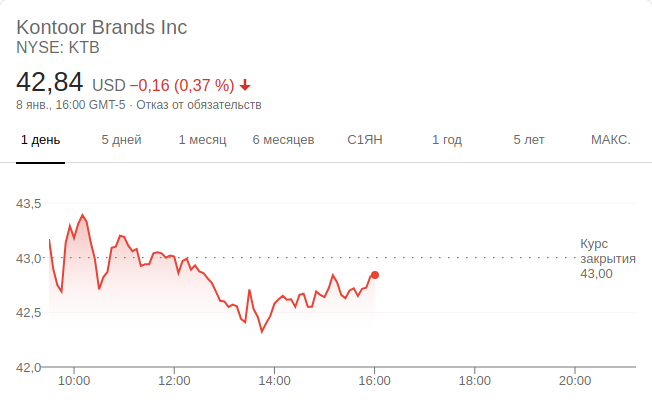 Kontoor Brands Inc
NYSE: KTB
42,84 USD −0,16 (0,37 %)
8 янв., 16:00 GMT-5 · Отказ от обязательств
1 день 5 дней 1 месяц 6 месяцев С1ЯН 1 год 5 лет МАКС.
43,5
43,0
42,5
42,0
Курс
закрытия
43,00
10:00 12:00 14:00 16:00 18:00 20:00